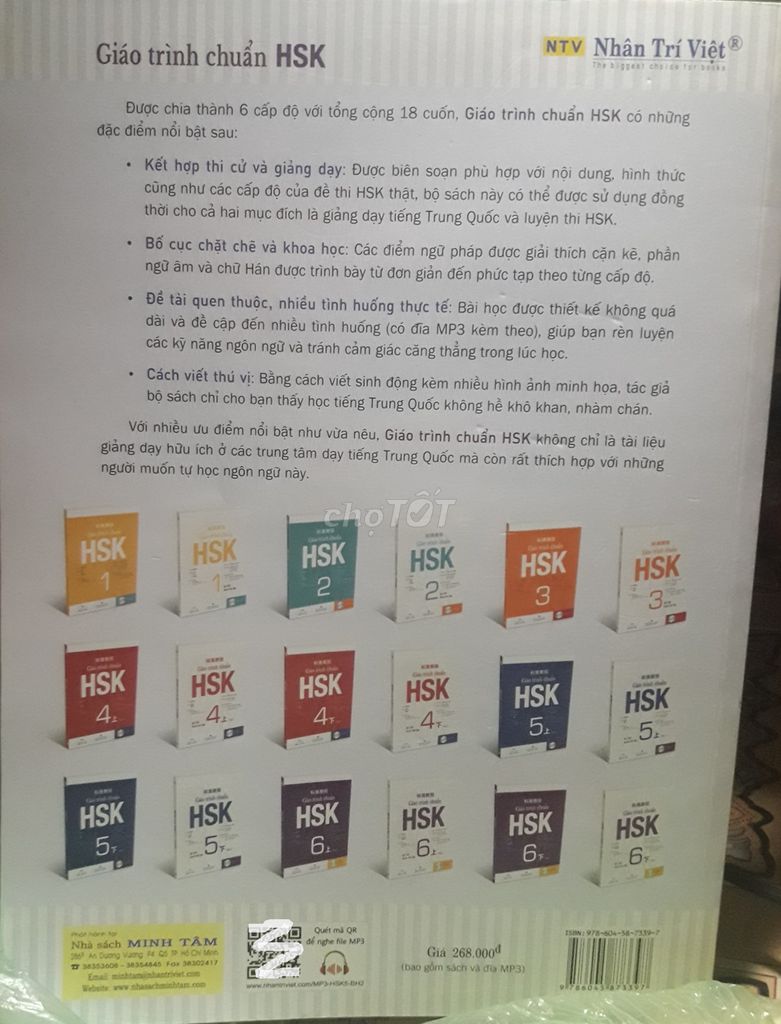 Giáo trình chuẩn HSK
NTV Nhân Trí Việt®
The biggest choice for books
Được chia thành 6 cấp độ với tổng cộng 18 cuốn, Giáo trình chuẩn HSK có những
đặc điểm nổi bật sau:
• Kết hợp thi cử và giảng dạy: Được biên soạn phù hợp với nội dung, hình thức
cũng như các cấp độ của đề thi HSK thật, bộ sách này có thể được sử dụng đồng
thời cho cả hai mục đích là giảng dạy tiếng Trung Quốc và luyện thi HSK.
• Bố cục chặt chẽ và khoa học: Các điểm ngữ pháp được giải thích cặn kẽ, phần
ngữ âm và chữ Hán được trình bày từ đơn giản đến phức tạp theo từng cấp độ.
• Đề tài quen thuộc, nhiều tình huống thực tế: Bài học được thiết kế không quá
dài và đề cập đến nhiều tình huống (có đĩa MP3 kèm theo), giúp bạn rèn luyện
các kỹ năng ngôn ngữ và tránh cảm giác căng thẳng trong lúc học.
• Cách viết thú vị: Bằng cách viết sinh động kèm nhiều hình ảnh minh họa, tác giả
bộ sách chỉ cho bạn thấy học tiếng Trung Quốc không hề khô khan, nhàm chán.
Với nhiều ưu điểm nổi bật như vừa nêu, Giáo trình chuẩn HSK không chỉ là tài liệu
giảng dạy hữu ích ở các trung tâm dạy tiếng Trung Quốc mà còn rất thích hợp với những
người muốn tự học ngôn ngữ này.
chợTỐT
HSK 1
HSK 1
HSK 2
HSK 2
HSK 3
HSK 3
HSK 4上
HSK 4上
HSK 4下
HSK 4下
HSK 5上
HSK 5上
HSK 5下
HSK 5下
HSK 6上
HSK 6上
HSK 6下
HSK 6下
Phát hành tại
Nhà sách MINH TÂM
286ᴮ An Dương Vương P4 Q5 TP Hồ Chí Minh
☎ 38353608 - 38354845 Fax 38302417
Email: minhtam@nhantriviet.com
Website: www.nhasachminhtam.com
Quét mã QR
để nghe file MP3
www.nhantriviet.com/MP3-HSK5-BH2
Giá 268.000đ
(bao gồm sách và đĩa MP3)
ISBN: 978-604-58-7339-7
9 786045 873397